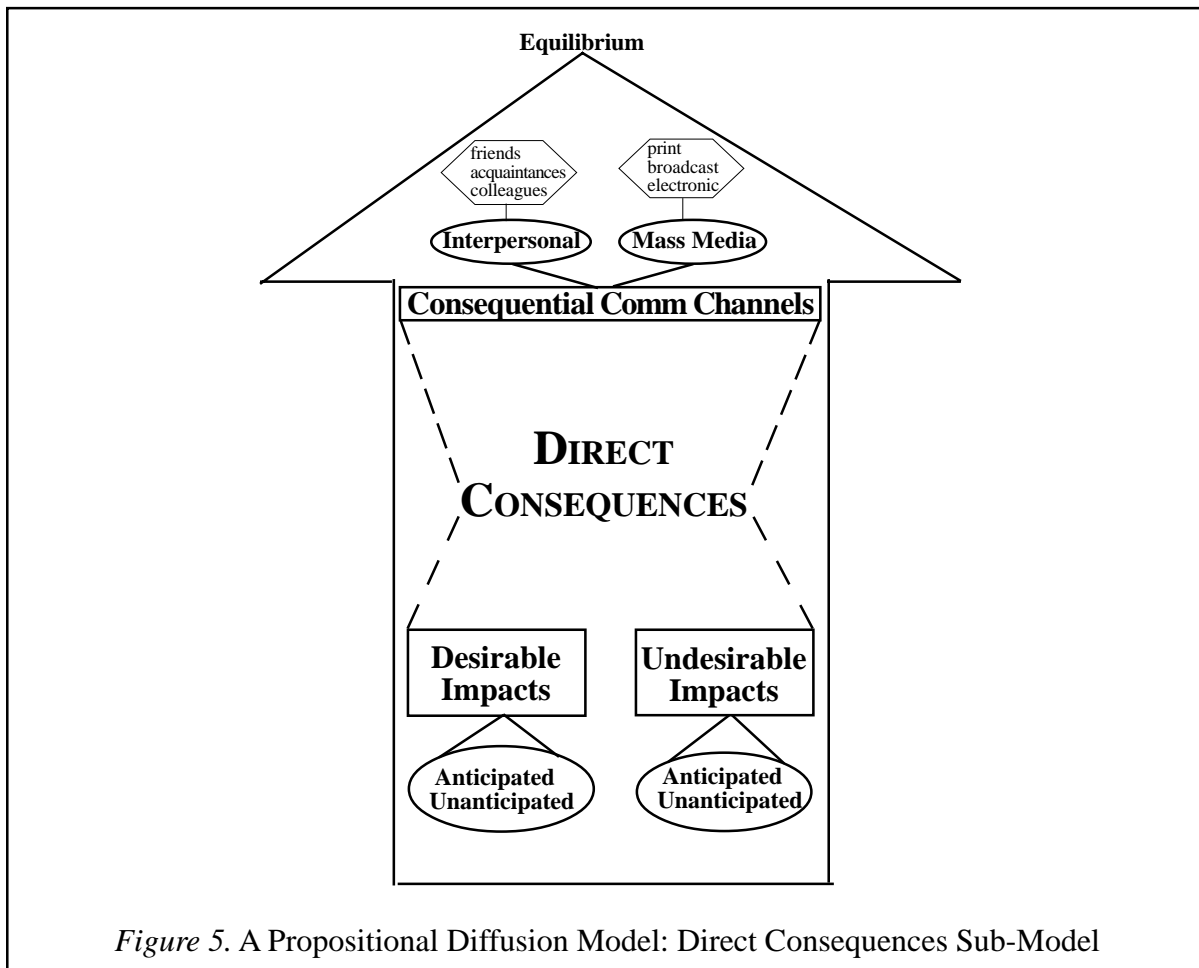 Equilibrium
friends
acquaintances
colleagues
print
broadcast
electronic
Interpersonal
Mass Media
Consequential Comm Channels
DIRECT
CONSEQUENCES
Desirable
Impacts
Undesirable
Impacts
Anticipated
Unanticipated
Anticipated
Unanticipated
Figure 5. A Propositional Diffusion Model: Direct Consequences Sub-Model